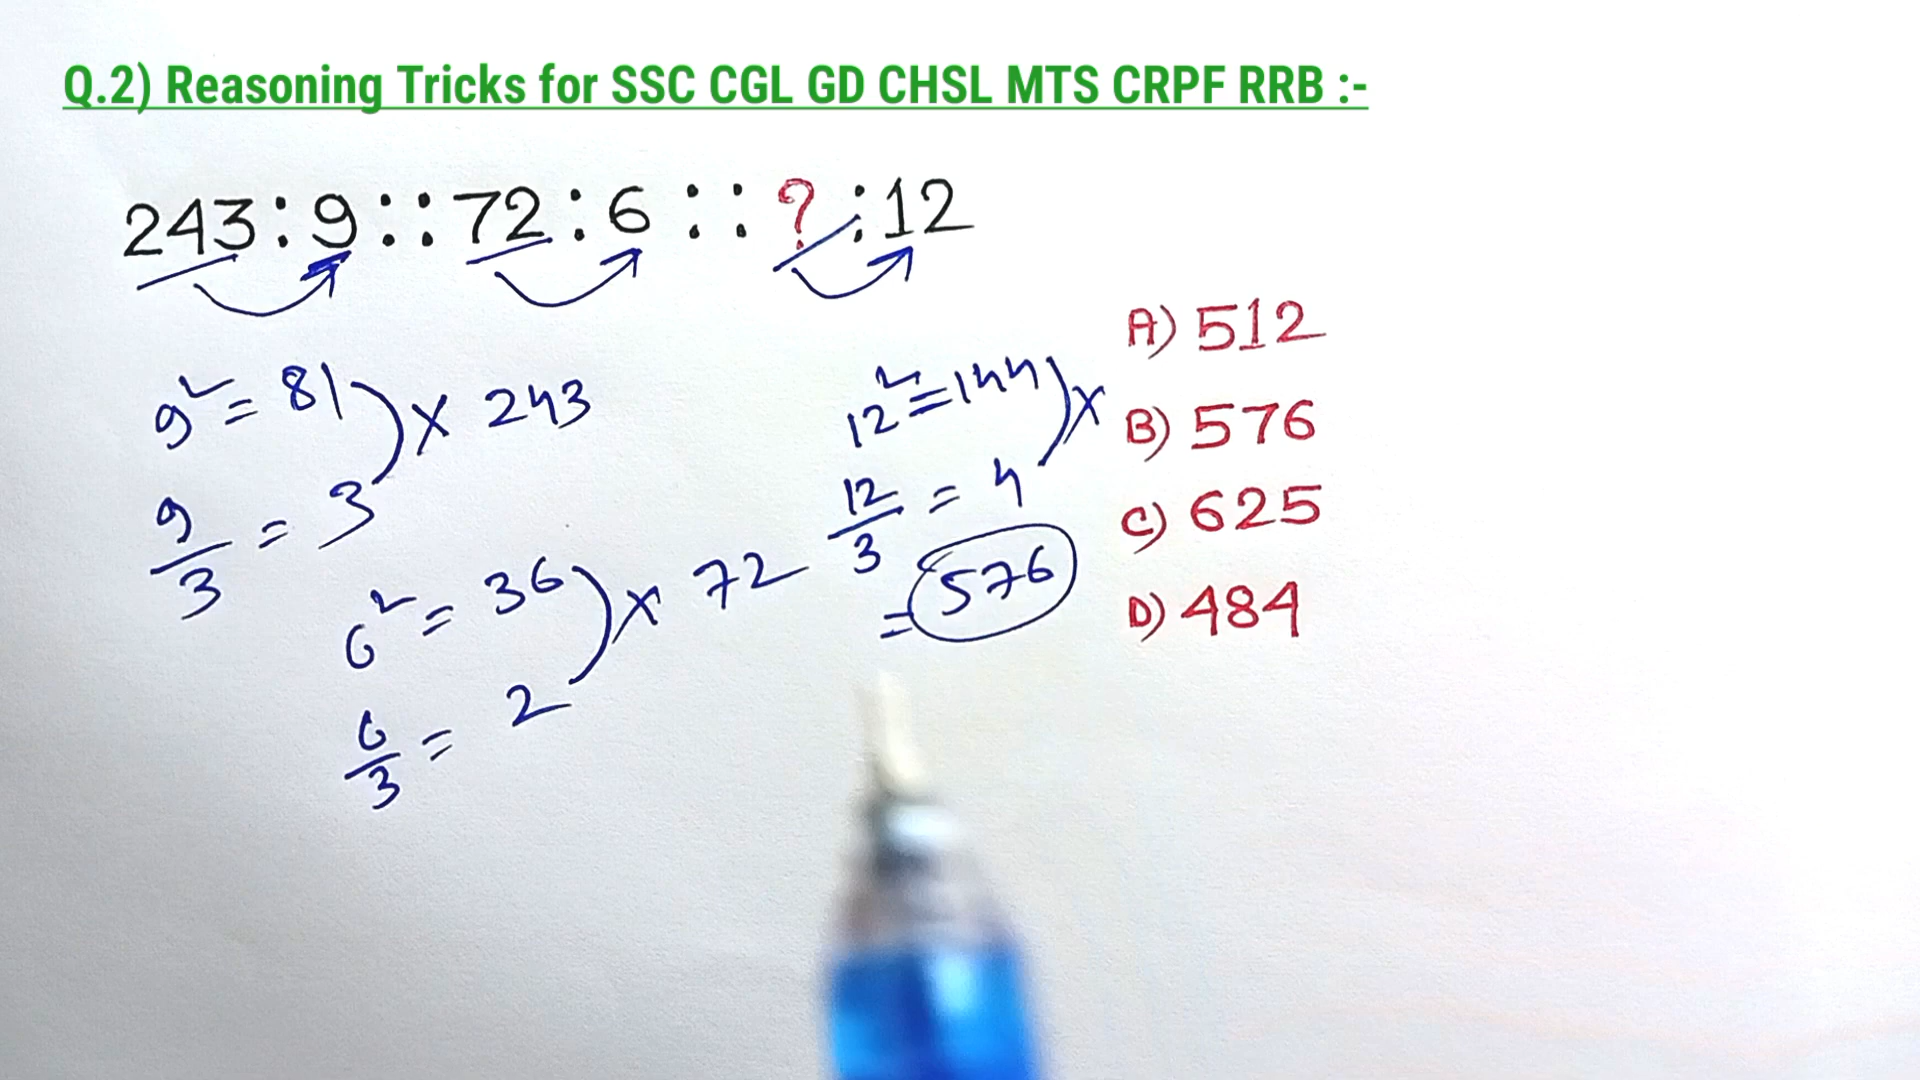 Q.2) Reasoning Tricks for SSC CGL GD CHSL MTS CRPF RRB :-
243 : 9 :: 72 : 6 :: ? : 12
9² = 81 ) × 243
9/3 = 3
6² = 36 ) × 72
6/3 = 2
12² = 144 ) ×
12/3 = 4
= 576
A) 512
B) 576
C) 625
D) 484